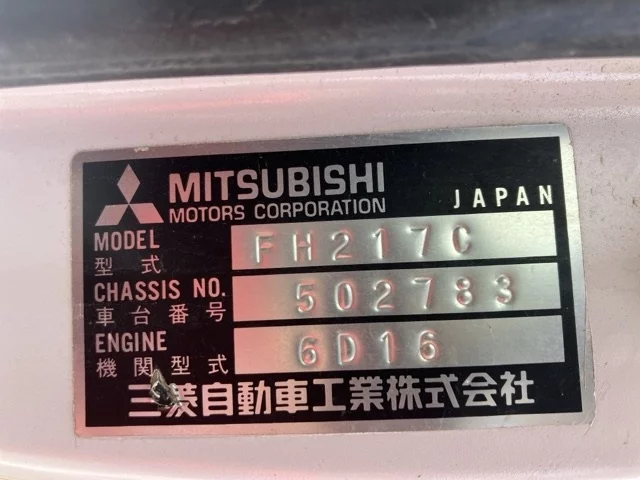 MITSUBISHI
MOTORS CORPORATION JAPAN
MODEL
型式 FH217C
CHASSIS NO.
車台番号 502783
ENGINE
機関型式 6D16
三菱自動車工業株式会社